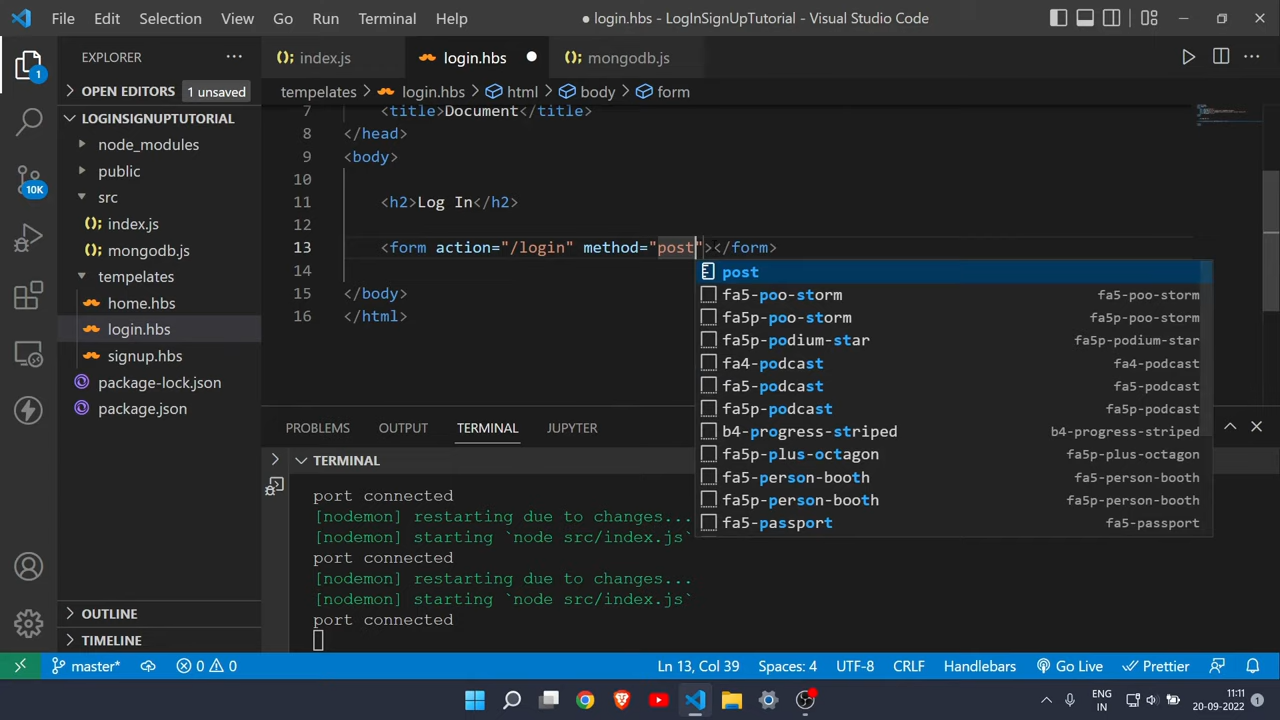 File Edit Selection View Go Run Terminal Help
● login.hbs - LogInSignUpTutorial - Visual Studio Code
EXPLORER
index.js
login.hbs
mongodb.js
OPEN EDITORS 1 unsaved
tempelates > login.hbs > html > body > form
LOGINSIGNUPTUTORIAL
node_modules
public
src
index.js
mongodb.js
tempelates
home.hbs
login.hbs
signup.hbs
package-lock.json
package.json
OUTLINE
TIMELINE
1
10K
7 <title>Document</title>
8 </head>
9 <body>
10
11 <h2>Log In</h2>
12
13 <form action="/login" method="post"></form>
14
15 </body>
16 </html>
post
fa5-poo-storm fa5-poo-storm
fa5p-poo-storm fa5p-poo-storm
fa5p-podium-star fa5p-podium-star
fa4-podcast fa4-podcast
fa5-podcast fa5-podcast
fa5p-podcast fa5p-podcast
b4-progress-striped b4-progress-striped
fa5p-plus-octagon fa5p-plus-octagon
fa5-person-booth fa5-person-booth
fa5p-person-booth fa5p-person-booth
fa5-passport fa5-passport
PROBLEMS OUTPUT TERMINAL JUPYTER
TERMINAL
port connected
[nodemon] restarting due to changes...
[nodemon] starting `node src/index.js`
port connected
[nodemon] restarting due to changes...
[nodemon] starting `node src/index.js`
port connected
master* 0 0 Ln 13, Col 39 Spaces: 4 UTF-8 CRLF Handlebars Go Live Prettier
ENG
IN
11:11
20-09-2022
1